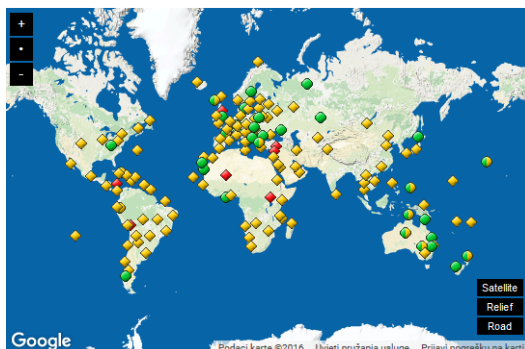 +
•
-
Satellite
Relief
Road
Google
Podaci karte ©2016 Uvjeti pružanja usluge Prijavi pogrešku na karti